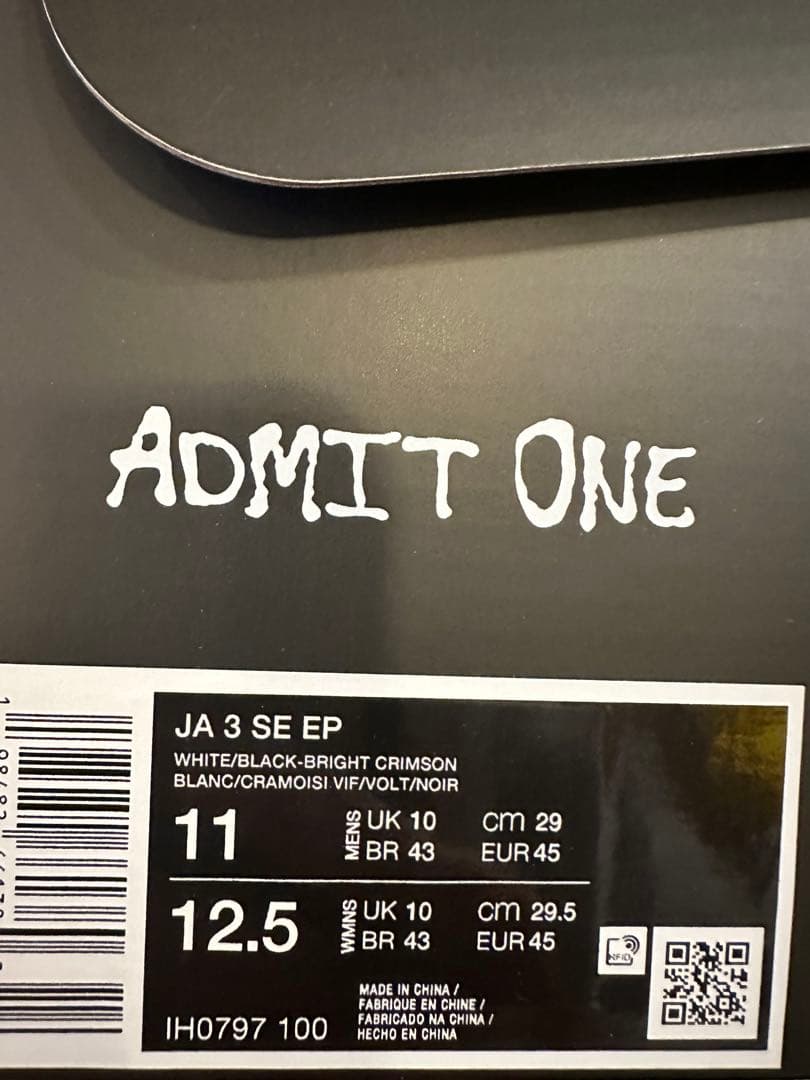 ADMIT ONE
JA 3 SE EP
WHITE/BLACK-BRIGHT CRIMSON
BLANC/CRAMOISI VIF/VOLT/NOIR
11 MENS UK 10 cm 29
BR 43 EUR 45
12.5 WMNS UK 10 cm 29.5
BR 43 EUR 45
RFID
MADE IN CHINA /
FABRIQUE EN CHINE /
FABRICADO NA CHINA /
HECHO EN CHINA
IH0797 100